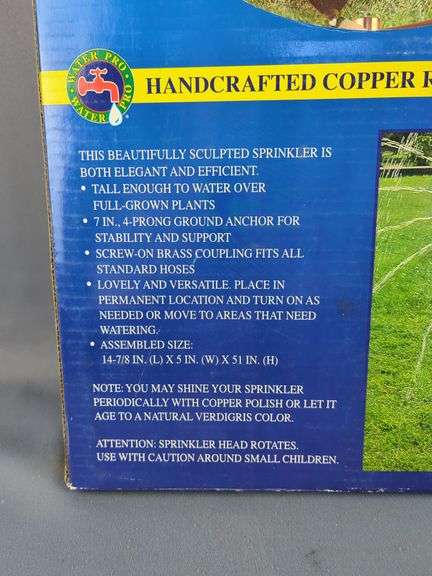 WATER PRO
WATER PRO
HANDCRAFTED COPPER
THIS BEAUTIFULLY SCULPTED SPRINKLER IS
BOTH ELEGANT AND EFFICIENT.
• TALL ENOUGH TO WATER OVER
FULL-GROWN PLANTS
• 7 IN., 4-PRONG GROUND ANCHOR FOR
STABILITY AND SUPPORT
• SCREW-ON BRASS COUPLING FITS ALL
STANDARD HOSES
• LOVELY AND VERSATILE. PLACE IN
PERMANENT LOCATION AND TURN ON AS
NEEDED OR MOVE TO AREAS THAT NEED
WATERING.
• ASSEMBLED SIZE:
14-7/8 IN. (L) X 5 IN. (W) X 51 IN. (H)
NOTE: YOU MAY SHINE YOUR SPRINKLER
PERIODICALLY WITH COPPER POLISH OR LET IT
AGE TO A NATURAL VERDIGRIS COLOR.
ATTENTION: SPRINKLER HEAD ROTATES.
USE WITH CAUTION AROUND SMALL CHILDREN.